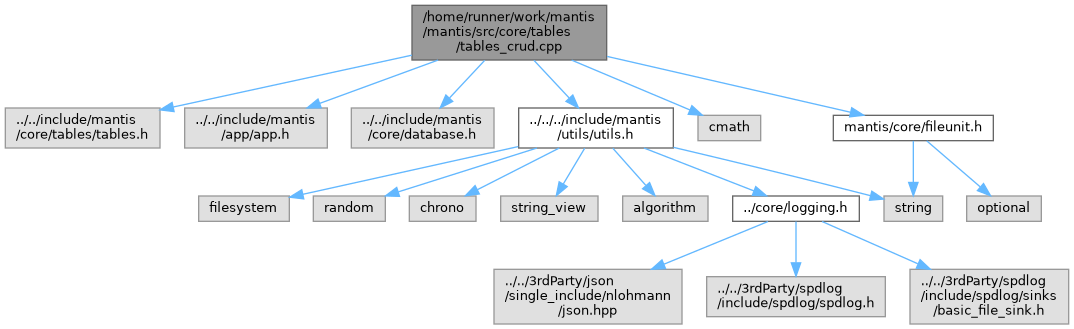 /home/runner/work/mantis
/mantis/src/core/tables
/tables_crud.cpp
../../include/mantis
/core/tables/tables.h
../../include/mantis
/app/app.h
../../include/mantis
/core/database.h
../../../include/mantis
/utils/utils.h
cmath
mantis/core/fileunit.h
filesystem
random
chrono
string_view
algorithm
../core/logging.h
string
optional
../../3rdParty/json
/single_include/nlohmann
/json.hpp
../../3rdParty/spdlog
/include/spdlog/spdlog.h
../../3rdParty/spdlog
/include/spdlog/sinks
/basic_file_sink.h